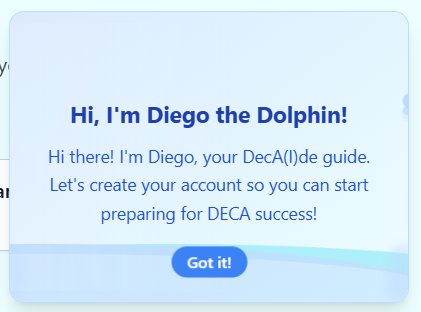 Hi, I'm Diego the Dolphin!
Hi there! I'm Diego, your DecA(I)de guide.
Let's create your account so you can start
preparing for DECA success!
Got it!